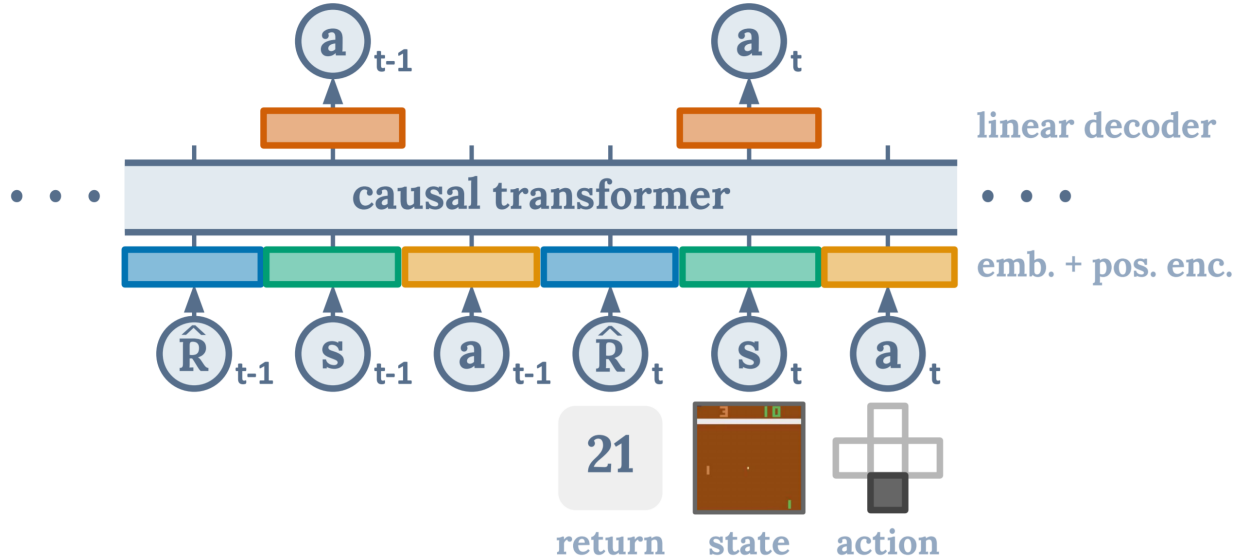 a t-1 a t
linear decoder
causal transformer
emb. + pos. enc.
R̂ t-1 s t-1 a t-1 R̂ t s t a t
3 10
21
return state action